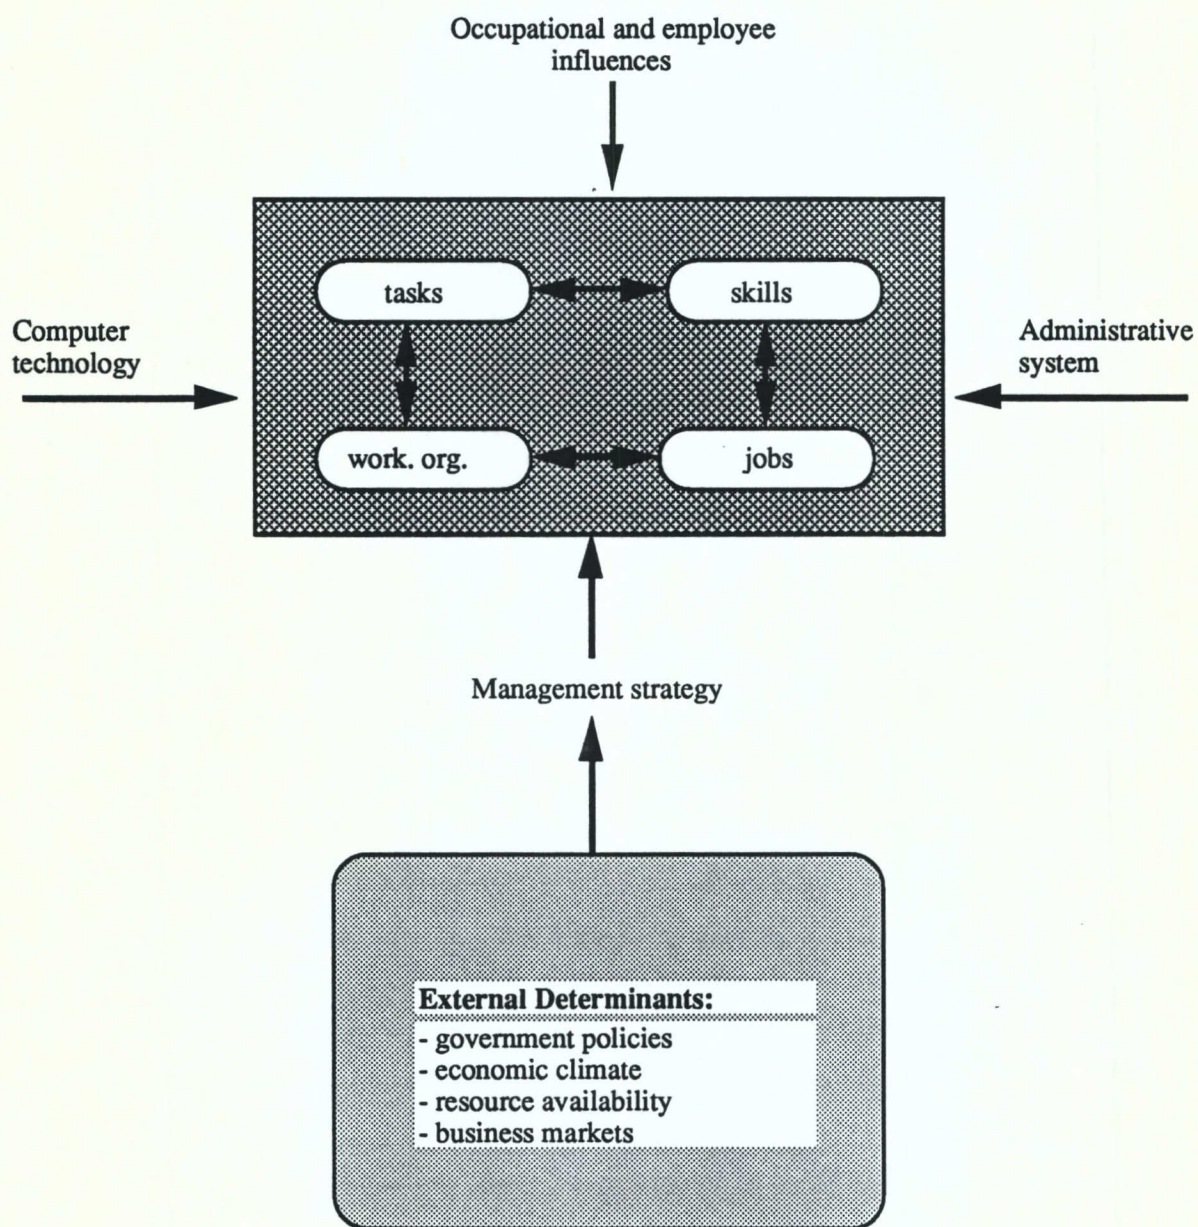 Occupational and employee
influences
tasks
skills
Computer
technology
Administrative
system
work. org.
jobs
Management strategy
External Determinants:
- government policies
- economic climate
- resource availability
- business markets